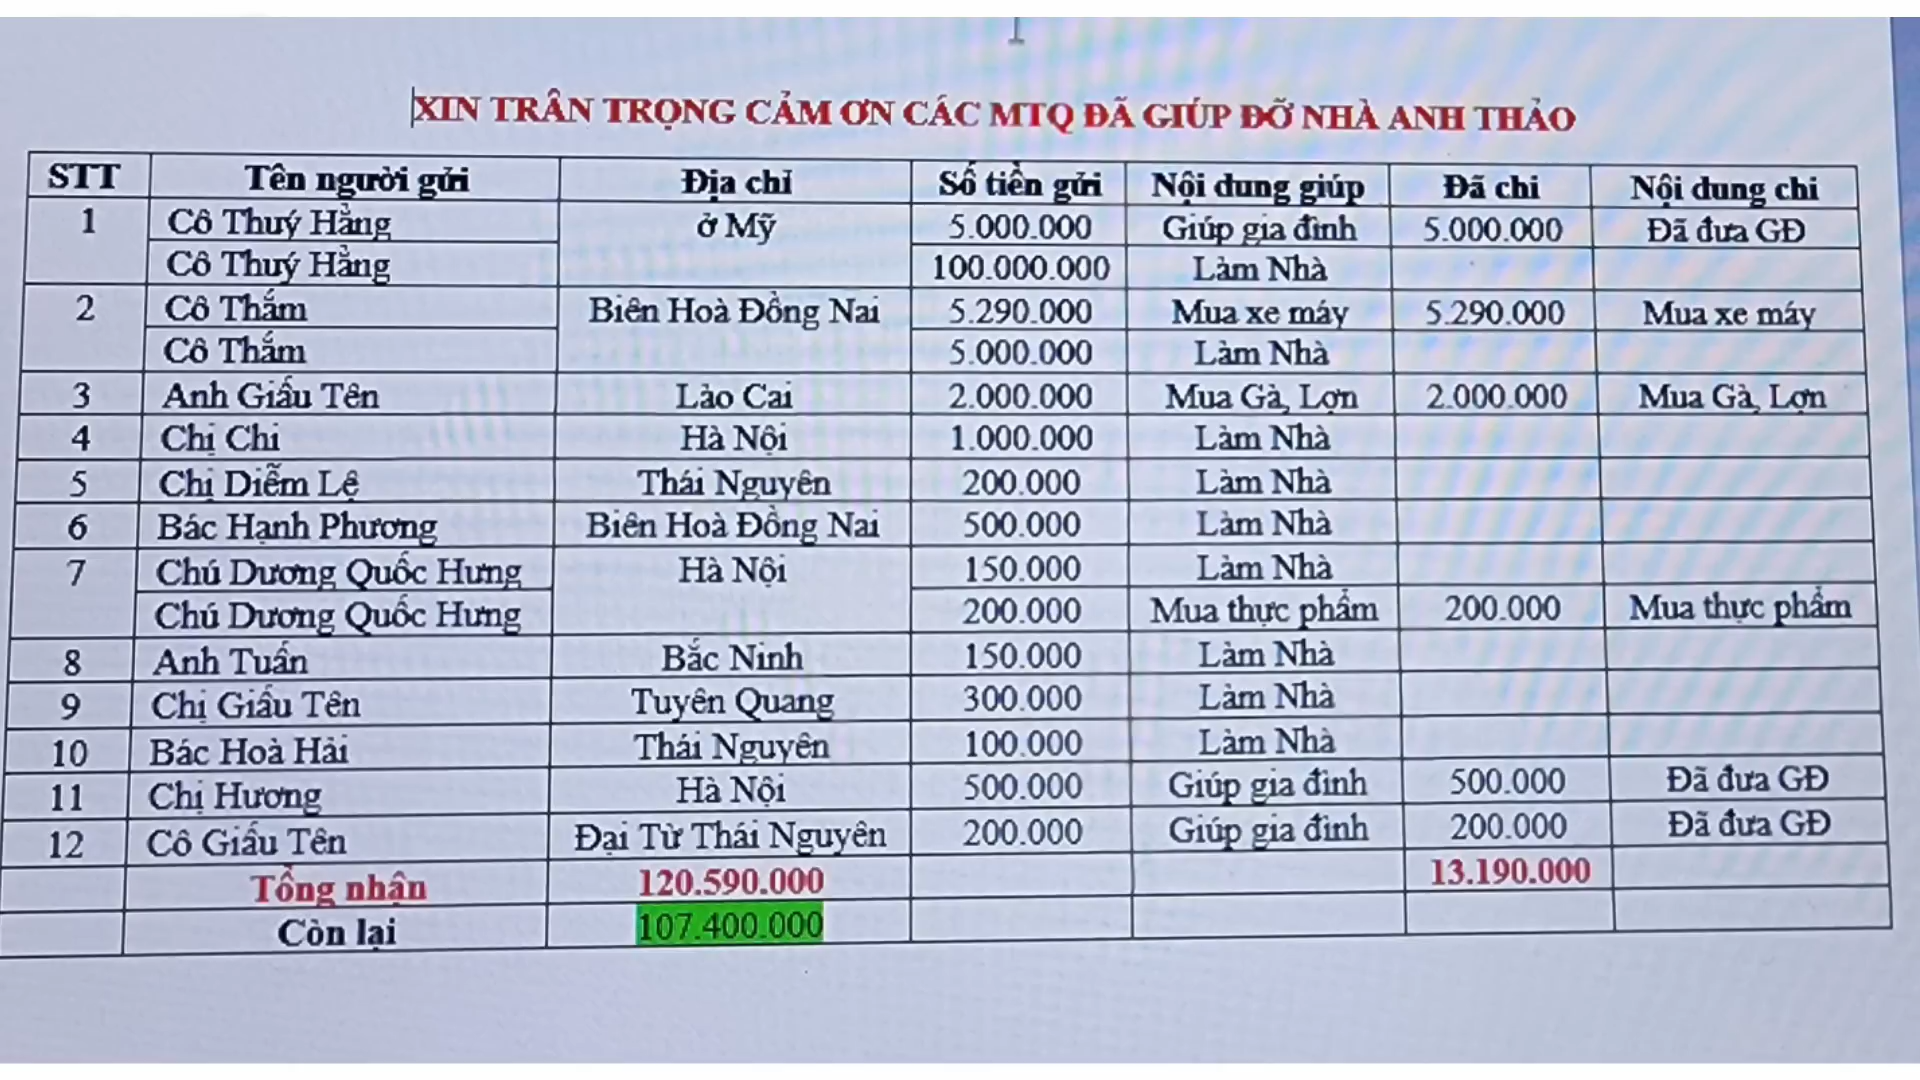 XIN TRÂN TRỌNG CẢM ƠN CÁC MTQ ĐÃ GIÚP ĐỠ NHÀ ANH THẢO
STT Tên người gửi Địa chỉ Số tiền gửi Nội dung giúp Đã chi Nội dung chi
1 Cô Thuý Hằng ở Mỹ 5.000.000 Giúp gia đình 5.000.000 Đã đưa GĐ
Cô Thuý Hằng 100.000.000 Làm Nhà
2 Cô Thắm Biên Hoà Đồng Nai 5.290.000 Mua xe máy 5.290.000 Mua xe máy
Cô Thắm 5.000.000 Làm Nhà
3 Anh Giấu Tên Lào Cai 2.000.000 Mua Gà, Lợn 2.000.000 Mua Gà, Lợn
4 Chị Chi Hà Nội 1.000.000 Làm Nhà
5 Chị Diễm Lệ Thái Nguyên 200.000 Làm Nhà
6 Bác Hạnh Phương Biên Hoà Đồng Nai 500.000 Làm Nhà
7 Chú Dương Quốc Hưng Hà Nội 150.000 Làm Nhà
Chú Dương Quốc Hưng 200.000 Mua thực phẩm 200.000 Mua thực phẩm
8 Anh Tuấn Bắc Ninh 150.000 Làm Nhà
9 Chị Giấu Tên Tuyên Quang 300.000 Làm Nhà
10 Bác Hoà Hải Thái Nguyên 100.000 Làm Nhà
11 Chị Hương Hà Nội 500.000 Giúp gia đình 500.000 Đã đưa GĐ
12 Cô Giấu Tên Đại Từ Thái Nguyên 200.000 Giúp gia đình 200.000 Đã đưa GĐ
Tổng nhận 120.590.000 13.190.000
Còn lại 107.400.000